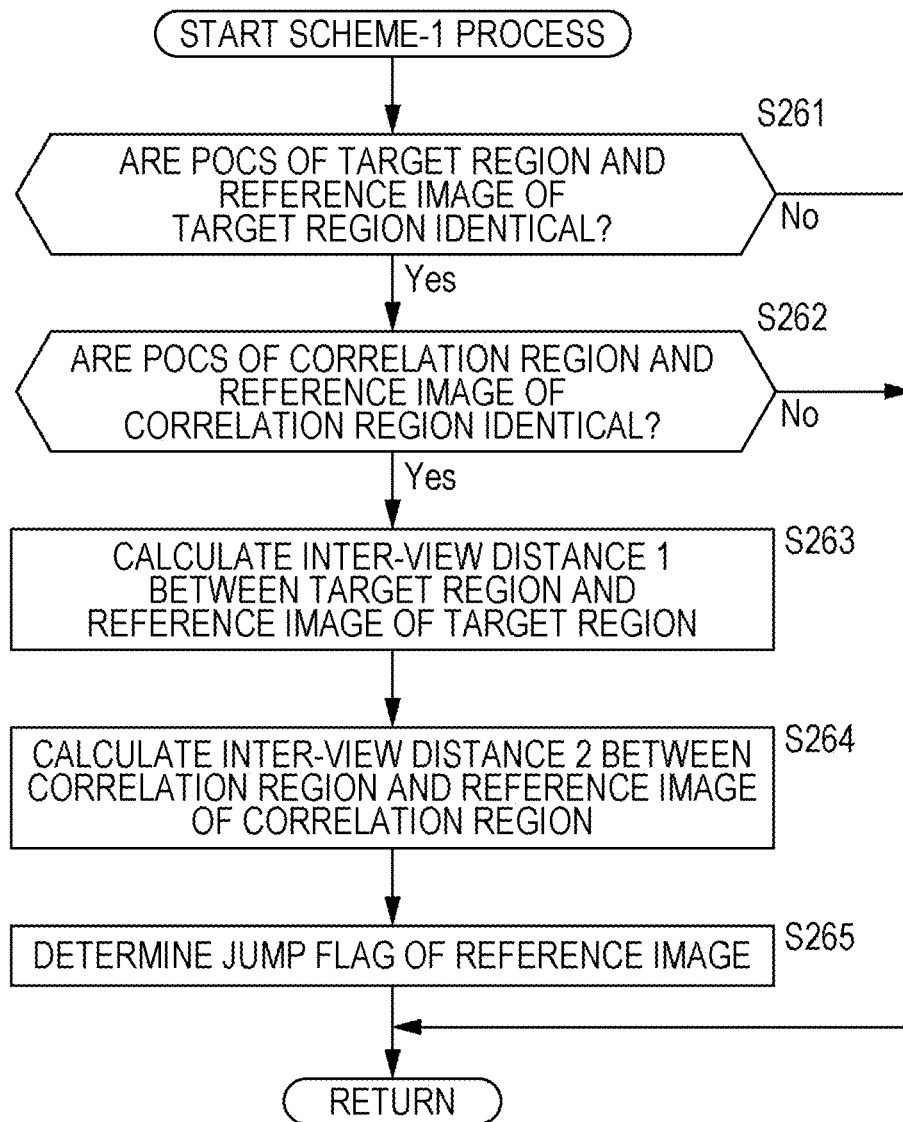 START SCHEME-1 PROCESS
S261
ARE POCS OF TARGET REGION AND
REFERENCE IMAGE OF
TARGET REGION IDENTICAL?
No
Yes
S262
ARE POCS OF CORRELATION REGION AND
REFERENCE IMAGE OF
CORRELATION REGION IDENTICAL?
No
Yes
S263
CALCULATE INTER-VIEW DISTANCE 1
BETWEEN TARGET REGION AND
REFERENCE IMAGE OF TARGET REGION
S264
CALCULATE INTER-VIEW DISTANCE 2 BETWEEN
CORRELATION REGION AND REFERENCE IMAGE
OF CORRELATION REGION
S265
DETERMINE JUMP FLAG OF REFERENCE IMAGE
RETURN